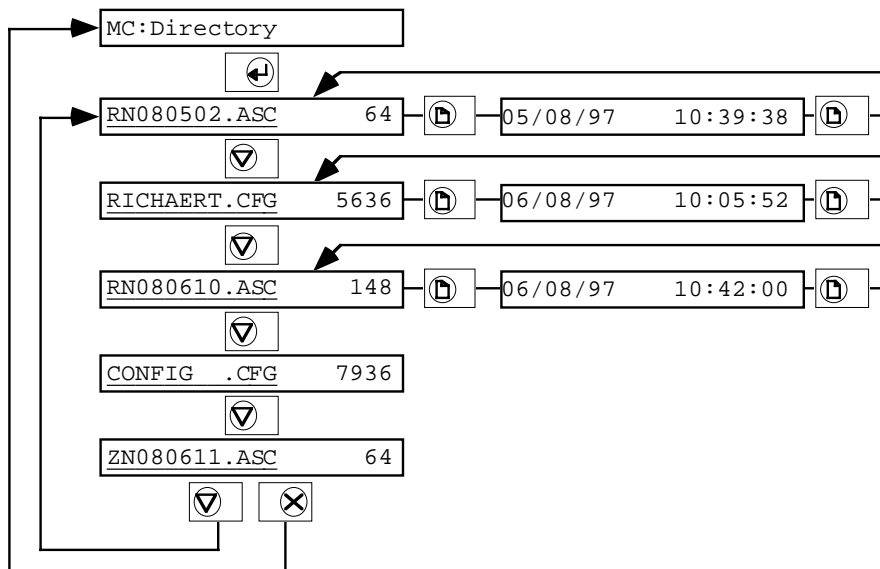 MC:Directory
RN080502.ASC 64 05/08/97 10:39:38
RICHAERT.CFG 5636 06/08/97 10:05:52
RN080610.ASC 148 06/08/97 10:42:00
CONFIG .CFG 7936
ZN080611.ASC 64